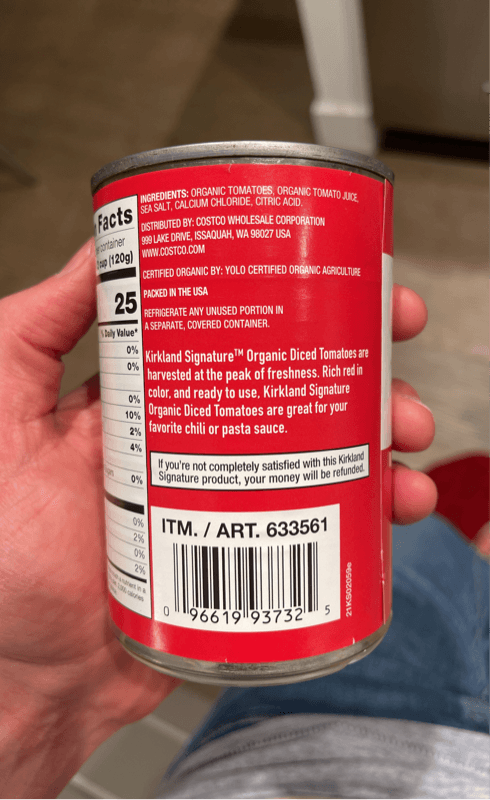 Facts
container
cup (120g)
25
% Daily Value*
0%
0%
0%
10%
2%
4%
0%
0%
2%
0%
2%
INGREDIENTS: ORGANIC TOMATOES, ORGANIC TOMATO JUICE,
SEA SALT, CALCIUM CHLORIDE, CITRIC ACID.
DISTRIBUTED BY: COSTCO WHOLESALE CORPORATION
999 LAKE DRIVE, ISSAQUAH, WA 98027 USA
WWW.COSTCO.COM
CERTIFIED ORGANIC BY: YOLO CERTIFIED ORGANIC AGRICULTURE
PACKED IN THE USA
REFRIGERATE ANY UNUSED PORTION IN
A SEPARATE, COVERED CONTAINER.
Kirkland Signature™ Organic Diced Tomatoes are
harvested at the peak of freshness. Rich red in
color, and ready to use, Kirkland Signature
Organic Diced Tomatoes are great for your
favorite chili or pasta sauce.
If you're not completely satisfied with this Kirkland
Signature product, your money will be refunded.
ITM. / ART. 633561
0 96619 93732 5
21KS02059e